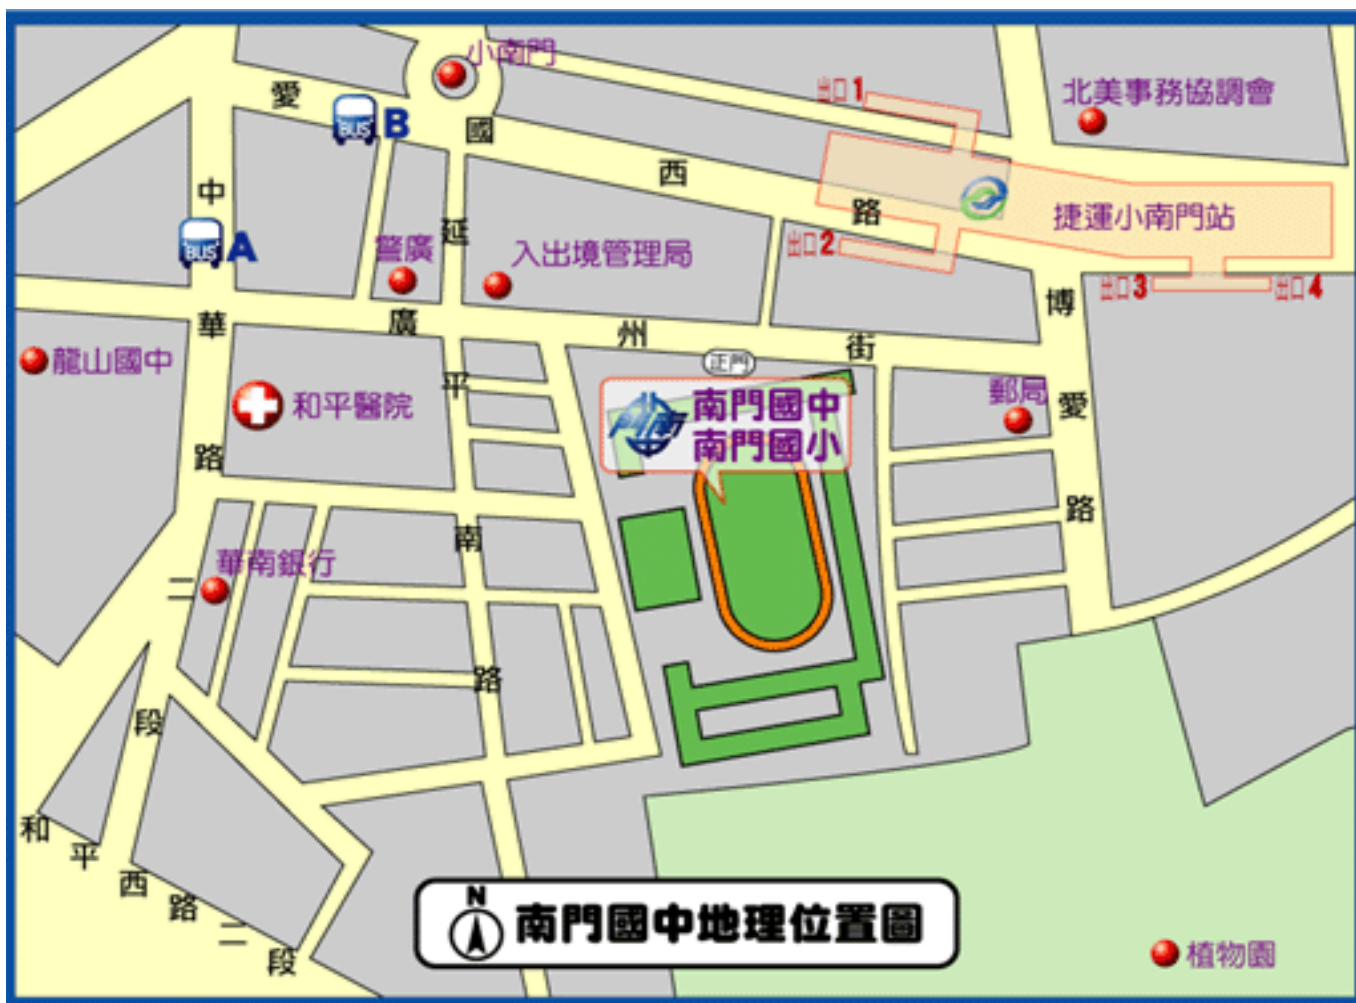 小南門
出口1
北美事務協調會
愛國西路
BUS B
中華路二段
BUS A
警廣
延平南路
入出境管理局
出口2
捷運小南門站
出口3
出口4
博愛路
廣州街
龍山國中
和平醫院
正門
南門國中
南門國小
郵局
華南銀行
和平西路二段
N
南門國中地理位置圖
植物園